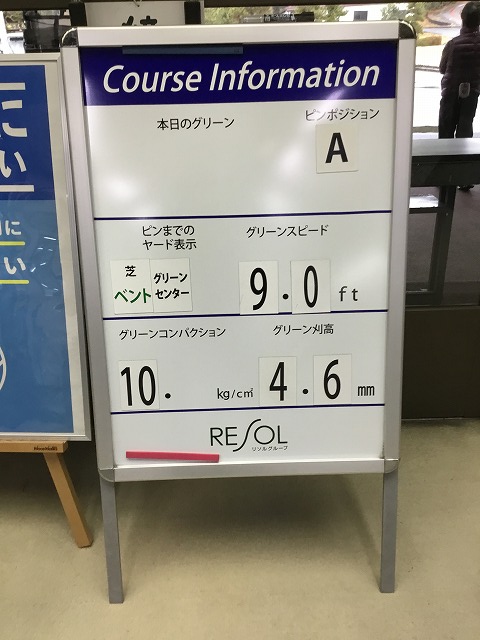 Course Information
本日のグリーン
ピンポジション
A
ピンまでの
ヤード表示
グリーンスピード
芝
ベント
グリーン
センター
9.0 ft
グリーンコンパクション
グリーン刈高
10. kg/c㎡
4.6 mm
RESOL
リソルグループ
に
い
に
い